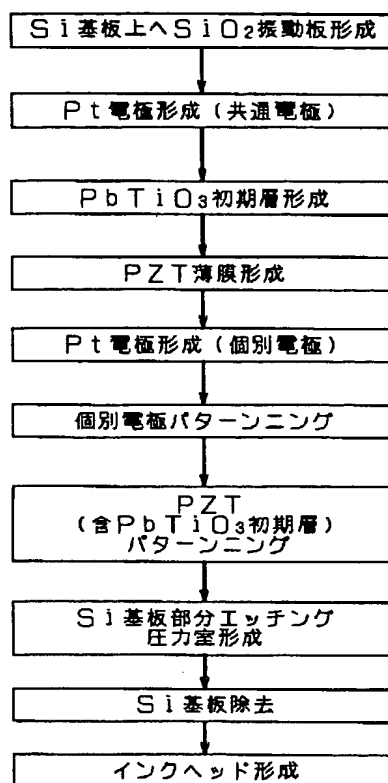 Si基板上へSiO₂振動板形成
Pt電極形成（共通電極）
PbTiO₃初期層形成
PZT薄膜形成
Pt電極形成（個別電極）
個別電極パターンニング
PZT
（含PbTiO₃初期層）
パターンニング
Si基板部分エッチング
圧力室形成
Si基板除去
インクヘッド形成